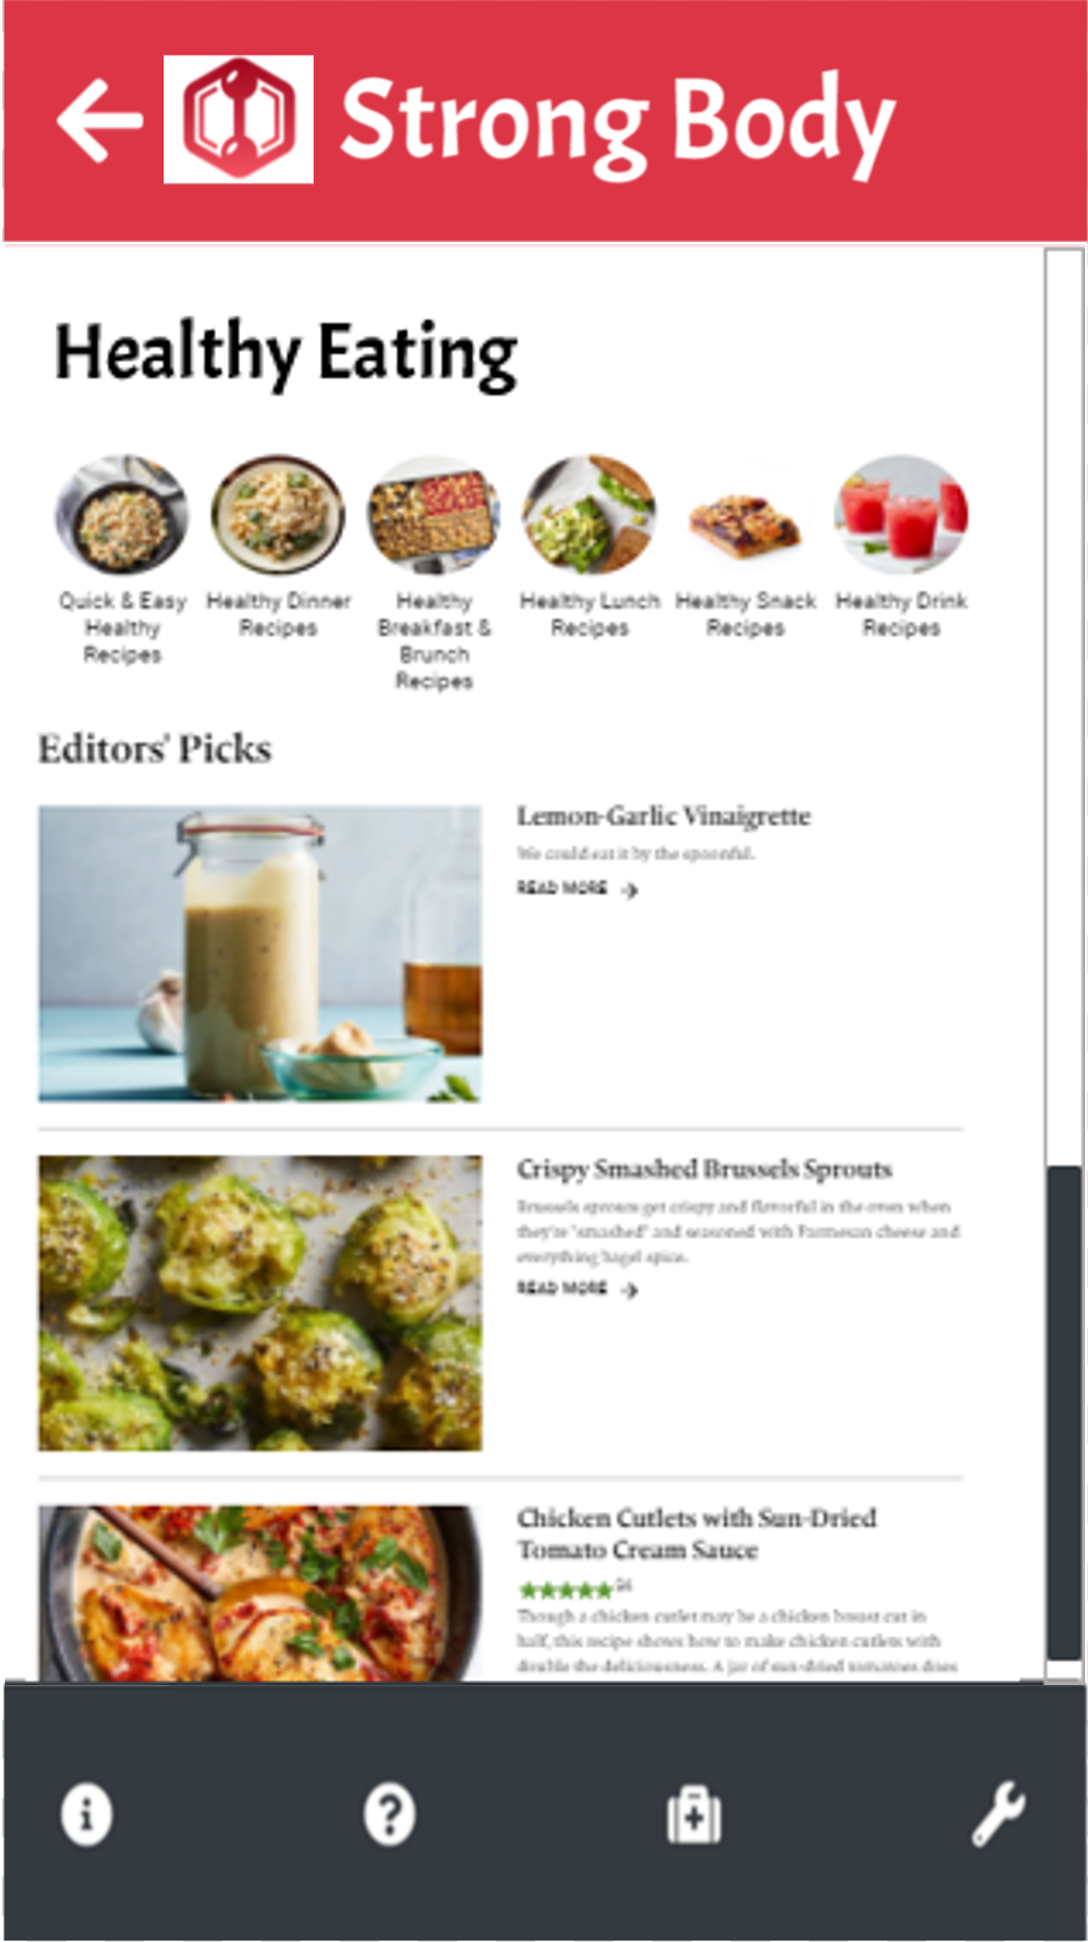 Strong Body
Healthy Eating
Quick & Easy
Healthy
Recipes
Healthy Dinner
Recipes
Healthy
Breakfast &
Brunch
Recipes
Healthy Lunch
Recipes
Healthy Snack
Recipes
Healthy Drink
Recipes
Editors' Picks
Lemon-Garlic Vinaigrette
We could eat it by the spoonful.
READ MORE
Crispy Smashed Brussels Sprouts
Brussels sprouts get crispy and flavorful in the oven when
they're "smashed" and seasoned with Parmesan cheese and
everything bagel spice.
READ MORE
Chicken Cutlets with Sun-Dried
Tomato Cream Sauce
Though a chicken cutlet may be a chicken breast cut in
half, this recipe shows how to make chicken cutlets with
double the deliciousness. A jar of sun-dried tomatoes does